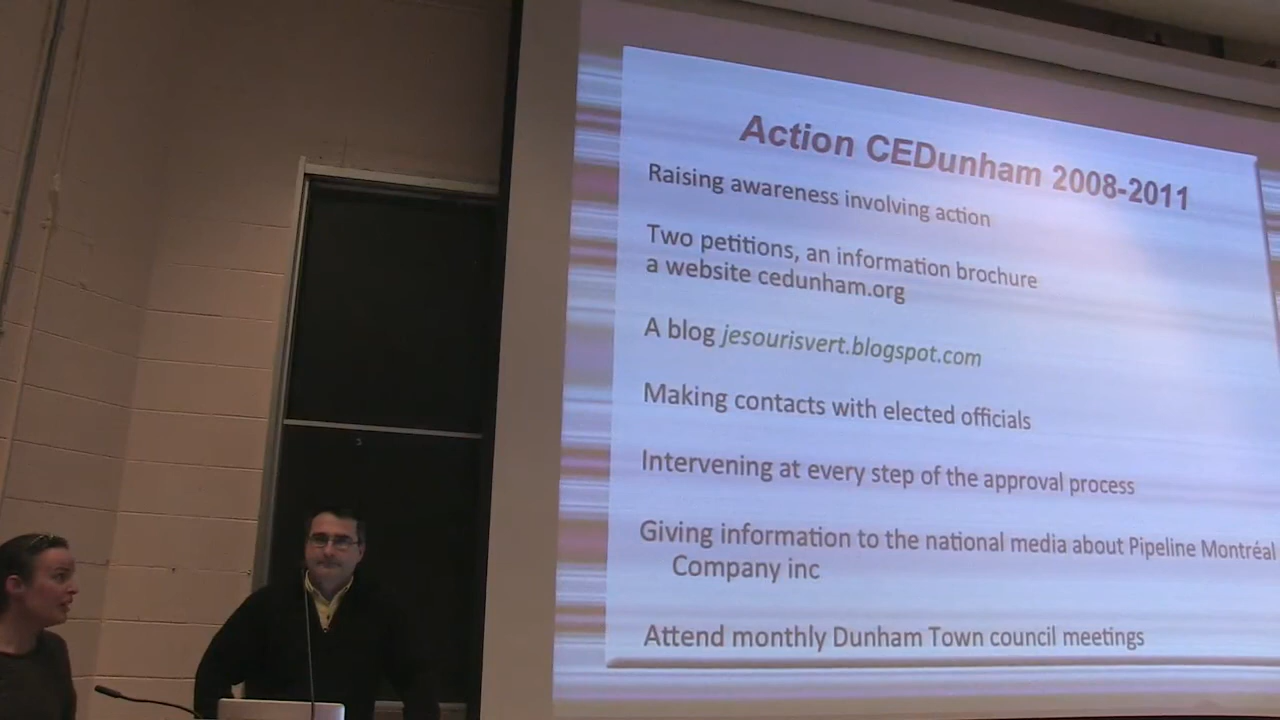 Action CEDunham 2008-2011
Raising awareness involving action
Two petitions, an information brochure
a website cedunham.org
A blog jesourisvert.blogspot.com
Making contacts with elected officials
Intervening at every step of the approval process
Giving information to the national media about Pipeline Montréal
Company inc
Attend monthly Dunham Town council meetings